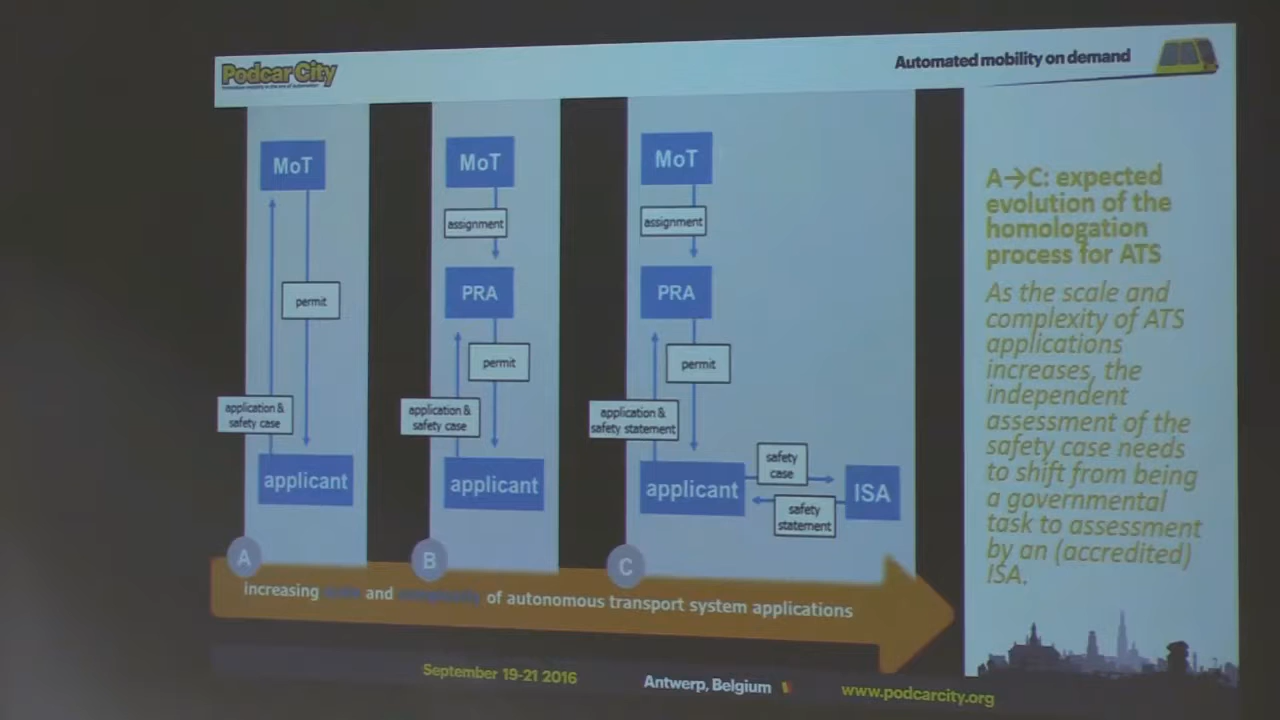 Podcar City
Automated mobility on demand
MoT
permit
application &
safety case
applicant
A
MoT
assignment
PRA
permit
application &
safety case
applicant
B
MoT
assignment
PRA
permit
application &
safety statement
applicant
safety
case
safety
statement
ISA
C
increasing and of autonomous transport system applications
A→C: expected
evolution of the
homologation
process for ATS
As the scale and
complexity of ATS
applications
increases, the
independent
assessment of the
safety case needs
to shift from being
a governmental
task to assessment
by an (accredited)
ISA.
September 19-21 2016
Antwerp, Belgium
www.podcarcity.org